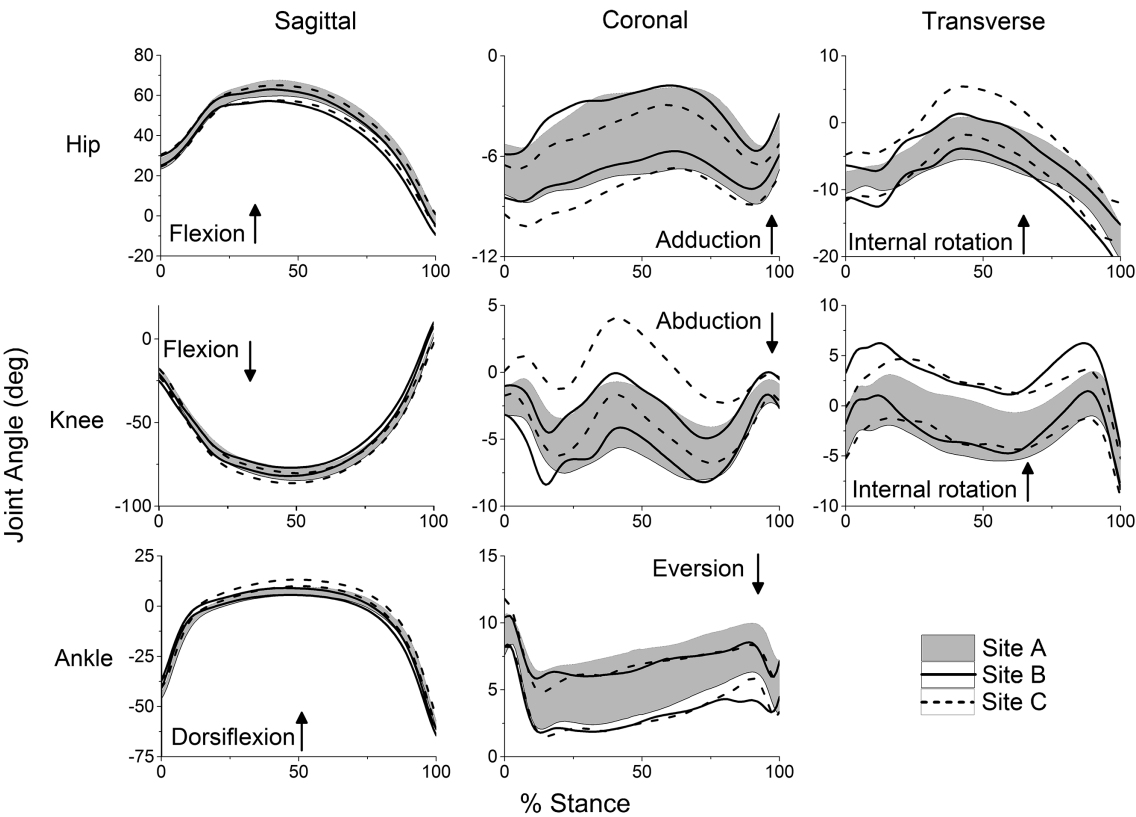 Sagittal Coronal Transverse
Hip
80
60
40
20
0
-20
0 50 100
Flexion
0
-6
-12
0 50 100
Adduction
10
0
-10
-20
0 50 100
Internal rotation
Joint Angle (deg)
Knee
0
-50
-100
0 50 100
Flexion
5
0
-5
-10
0 50 100
Abduction
10
5
0
-5
-10
0 50 100
Internal rotation
Ankle
25
0
-25
-50
-75
0 50 100
Dorsiflexion
15
10
5
0
0 50 100
Eversion
Site A
Site B
Site C
% Stance